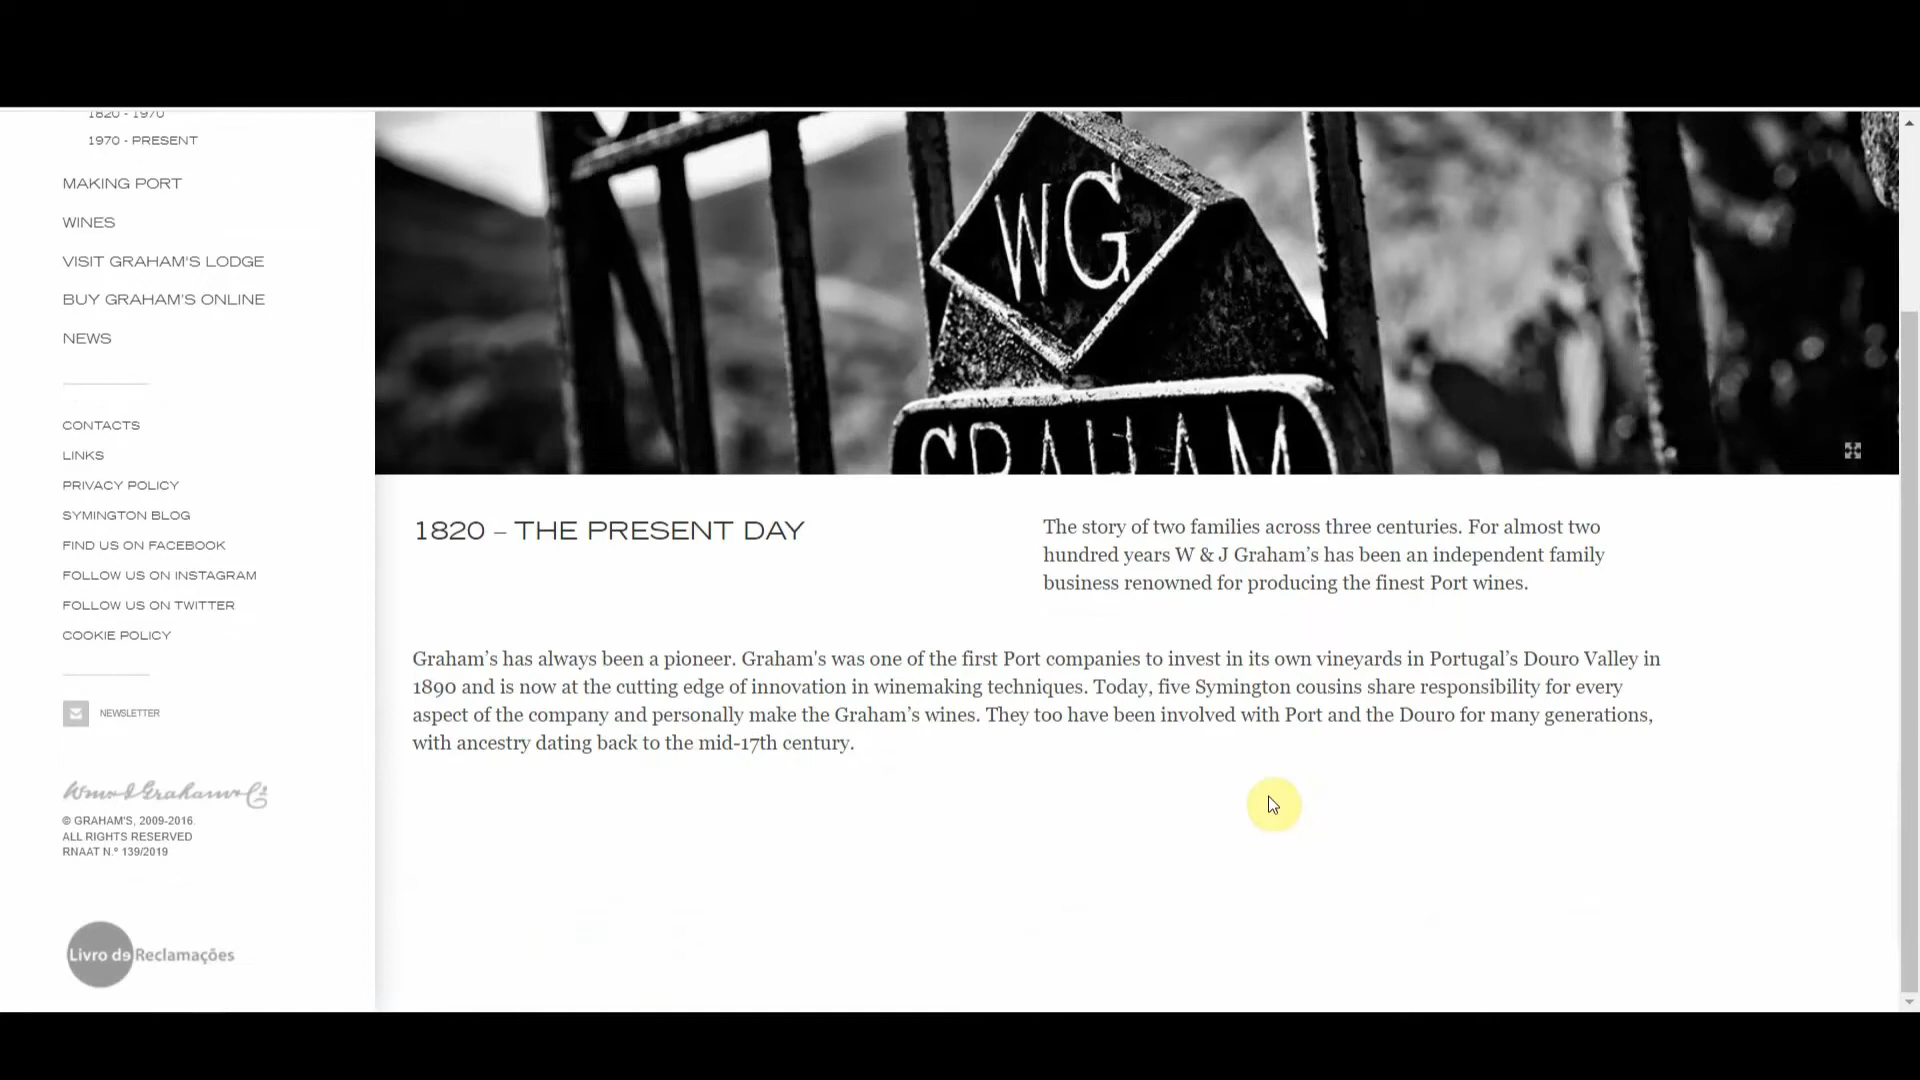 1820 - 1970
1970 - PRESENT
MAKING PORT
WINES
VISIT GRAHAM'S LODGE
BUY GRAHAM'S ONLINE
NEWS
CONTACTS
LINKS
PRIVACY POLICY
SYMINGTON BLOG
FIND US ON FACEBOOK
FOLLOW US ON INSTAGRAM
FOLLOW US ON TWITTER
COOKIE POLICY
NEWSLETTER
© GRAHAM'S, 2009-2016.
ALL RIGHTS RESERVED
RNAAT N.º 139/2019
Livro de Reclamações
WG
GRAHAM
1820 – THE PRESENT DAY
The story of two families across three centuries. For almost two
hundred years W & J Graham’s has been an independent family
business renowned for producing the finest Port wines.
Graham’s has always been a pioneer. Graham's was one of the first Port companies to invest in its own vineyards in Portugal’s Douro Valley in
1890 and is now at the cutting edge of innovation in winemaking techniques. Today, five Symington cousins share responsibility for every
aspect of the company and personally make the Graham’s wines. They too have been involved with Port and the Douro for many generations,
with ancestry dating back to the mid-17th century.